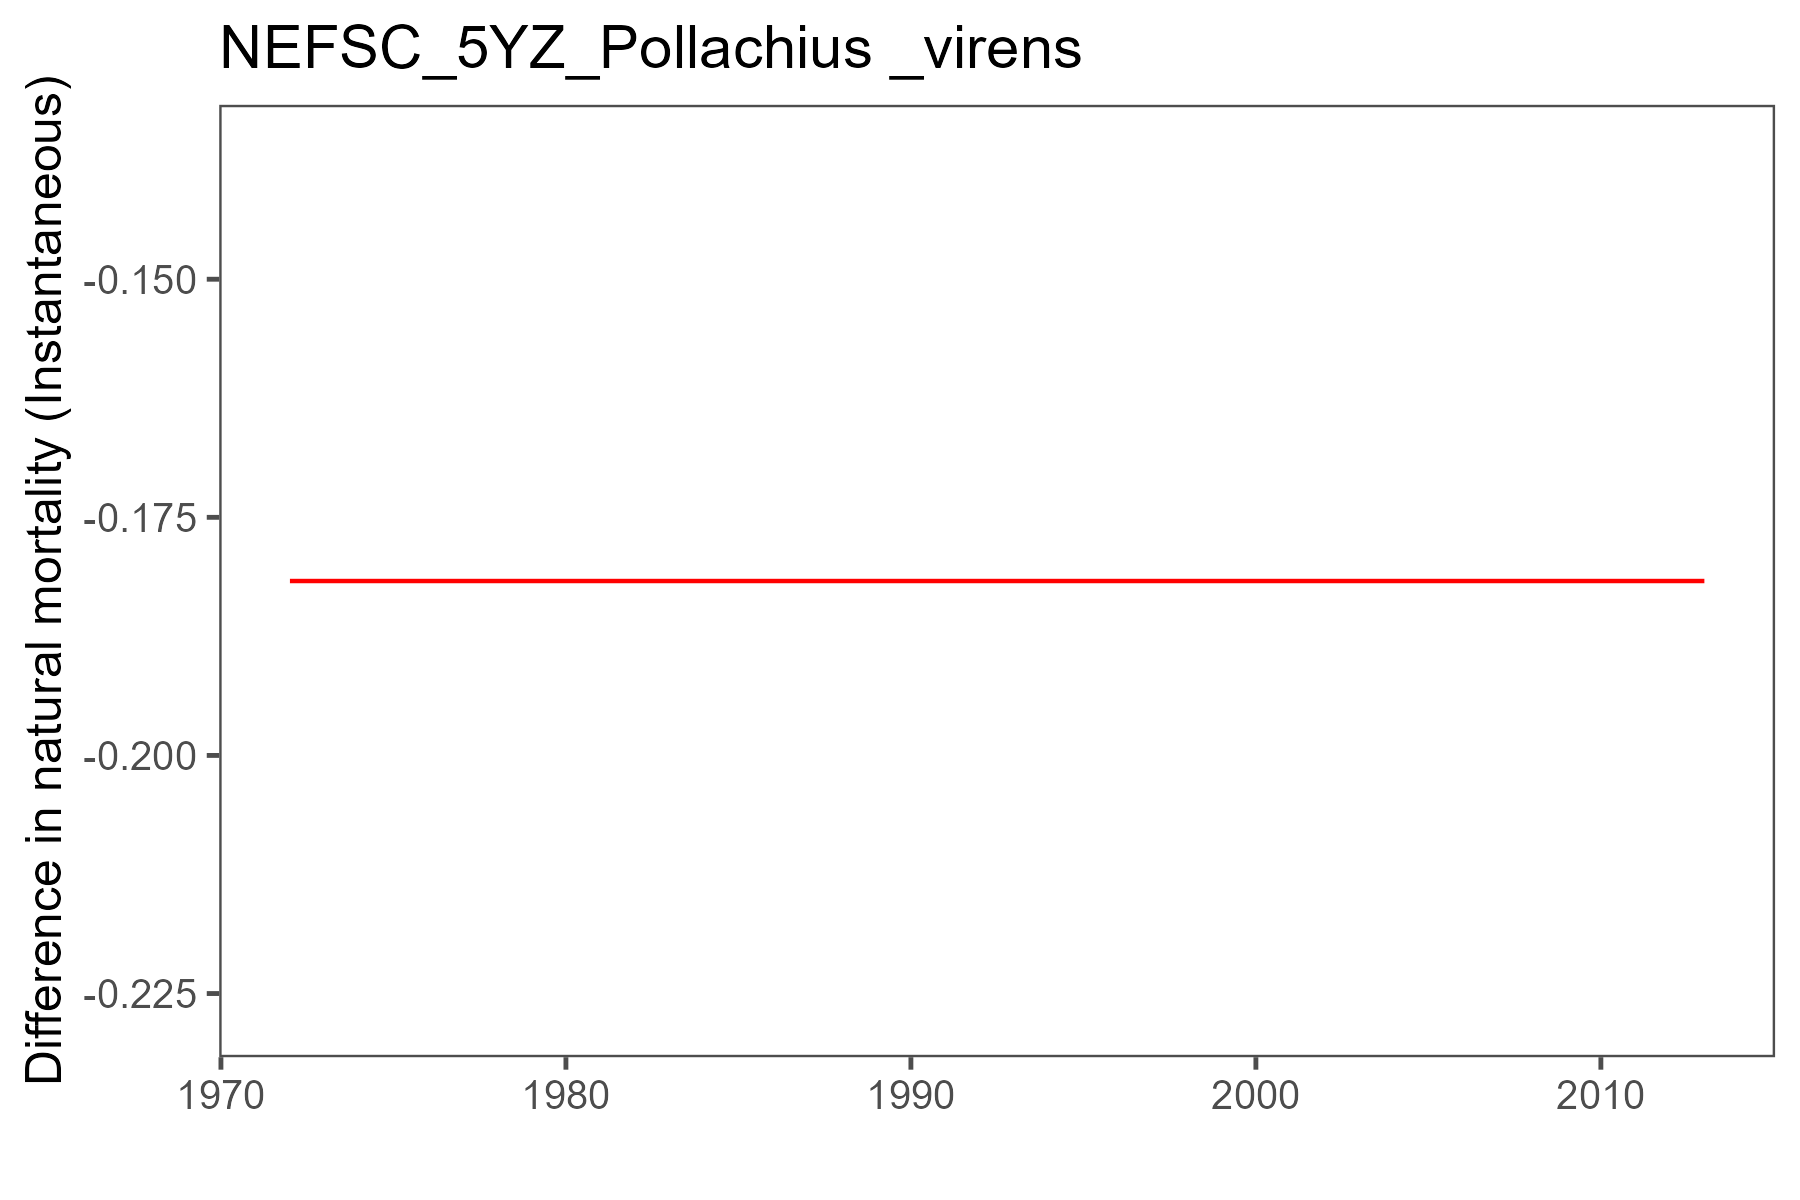 NEFSC_5YZ_Pollachius _virens
Difference in natural mortality (Instantaneous)
-0.150
-0.175
-0.200
-0.225
1970 1980 1990 2000 2010